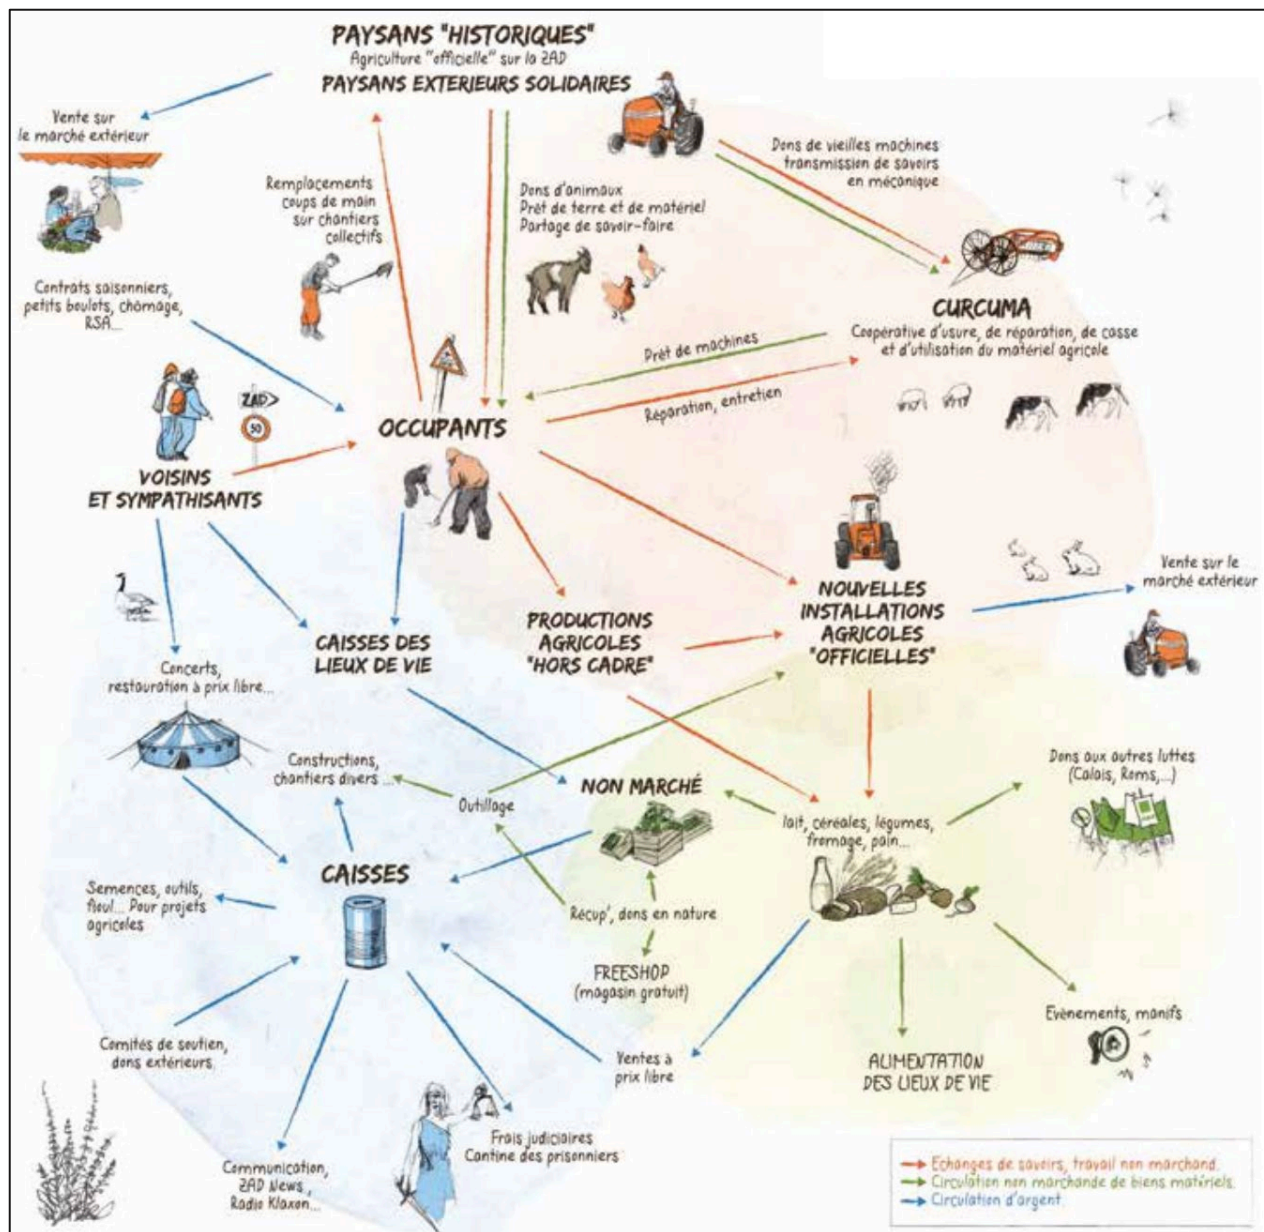 PAYSANS "HISTORIQUES"
Agriculture "officielle" sur la ZAD
PAYSANS EXTERIEURS SOLIDAIRES
Vente sur
le marché extérieur
Remplacements
coups de main
sur chantiers
collectifs
Dons d'animaux
Prêt de terre et de matériel
Partage de savoir-faire
Dons de vieilles machines
transmission de savoirs
en mécanique
Contrats saisonniers,
petits boulots, chômage,
RSA...
CURCUMA
Coopérative d'usure, de réparation, de casse
et d'utilisation du matériel agricole
Prêt de machines
Réparation, entretien
ZAD
50
OCCUPANTS
VOISINS
ET SYMPATHISANTS
NOUVELLES
INSTALLATIONS
AGRICOLES
"OFFICIELLES"
Vente sur le
marché extérieur
PRODUCTIONS
AGRICOLES
"HORS CADRE"
CAISSES DES
LIEUX DE VIE
Concerts,
restauration à prix libre...
Constructions,
chantiers divers ...
Outillage
NON MARCHÉ
lait, céréales, légumes,
fromage, pain...
Dons aux autres luttes
(Calais, Roms,...)
CAISSES
Semences, outils,
fioul... Pour projets
agricoles
Récup', dons en nature
FREESHOP
(magasin gratuit)
Evènements, manifs
Comités de soutien,
dons extérieurs
Ventes à
prix libre
ALIMENTATION
DES LIEUX DE VIE
Frais judiciaires
Cantine des prisonniers
Communication,
ZAD News,
Radio Klaxon...
Echanges de savoirs, travail non marchand.
Circulation non marchande de biens matériels.
Circulation d'argent.